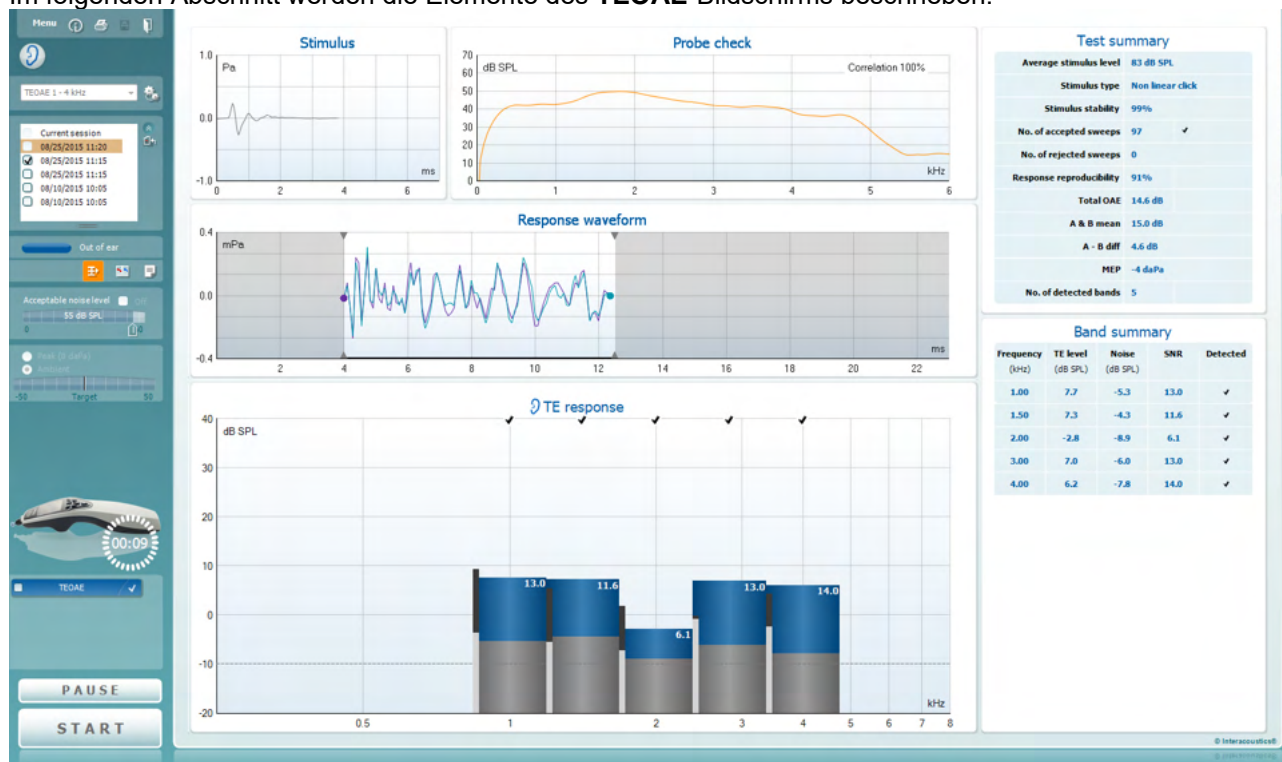 Im folgenden Abschnitt werden die Elemente des TEOAE-Bildschirms beschrieben.
Menu
TEOAE 1 - 4 kHz
Current session
08/25/2015 11:20
08/25/2015 11:15
08/25/2015 11:15
08/10/2015 10:05
08/10/2015 10:05
Out of ear
Acceptable noise level Off
55 dB SPL
0
Peak (0 daPa)
Ambient
-50 Target 50
00:09
TEOAE
PAUSE
START
Stimulus
1.0
Pa
0.0
-1.0
ms
0 2 4 6
Probe check
70
dB SPL
Correlation 100%
60
50
40
30
20
10
0
kHz
0 1 2 3 4 5 6
Response waveform
0.4
mPa
0.0
-0.4
ms
2 4 6 8 10 12 14 16 18 20 22
TE response
40
dB SPL
30
20
10
0
-10
-20
13.0 11.6 6.1 13.0 14.0
kHz
0.5 1 2 3 4 5 6 7 8
Test summary
Average stimulus level 83 dB SPL
Stimulus type Non linear click
Stimulus stability 99%
No. of accepted sweeps 97 ✓
No. of rejected sweeps 0
Response reproducibility 91%
Total OAE 14.6 dB
A & B mean 15.0 dB
A - B diff 4.6 dB
MEP -4 daPa
No. of detected bands 5
Band summary
Frequency TE level Noise SNR Detected
(kHz) (dB SPL) (dB SPL)
1.00 7.7 -5.3 13.0 ✓
1.50 7.3 -4.3 11.6 ✓
2.00 -2.8 -8.9 6.1 ✓
3.00 7.0 -6.0 13.0 ✓
4.00 6.2 -7.8 14.0 ✓
© Interacoustics®